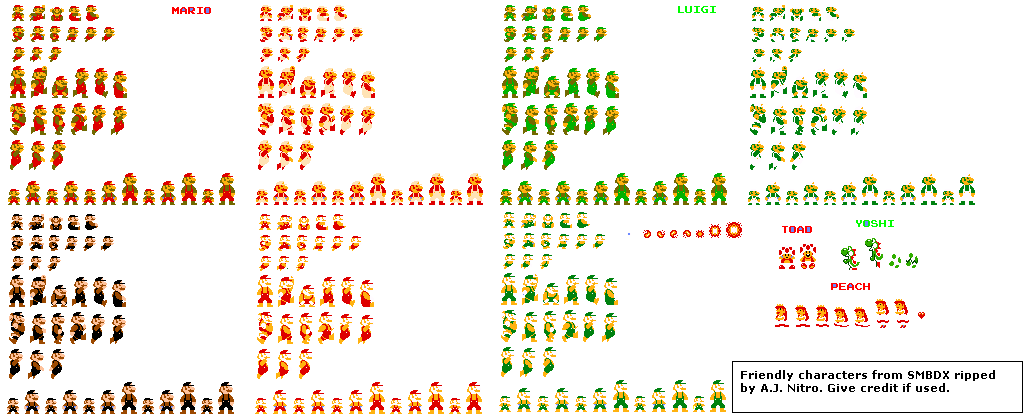 MARIO
LUIGI
TOAD
YOSHI
PEACH
Friendly characters from SMBDX ripped
by A.J. Nitro. Give credit if used.